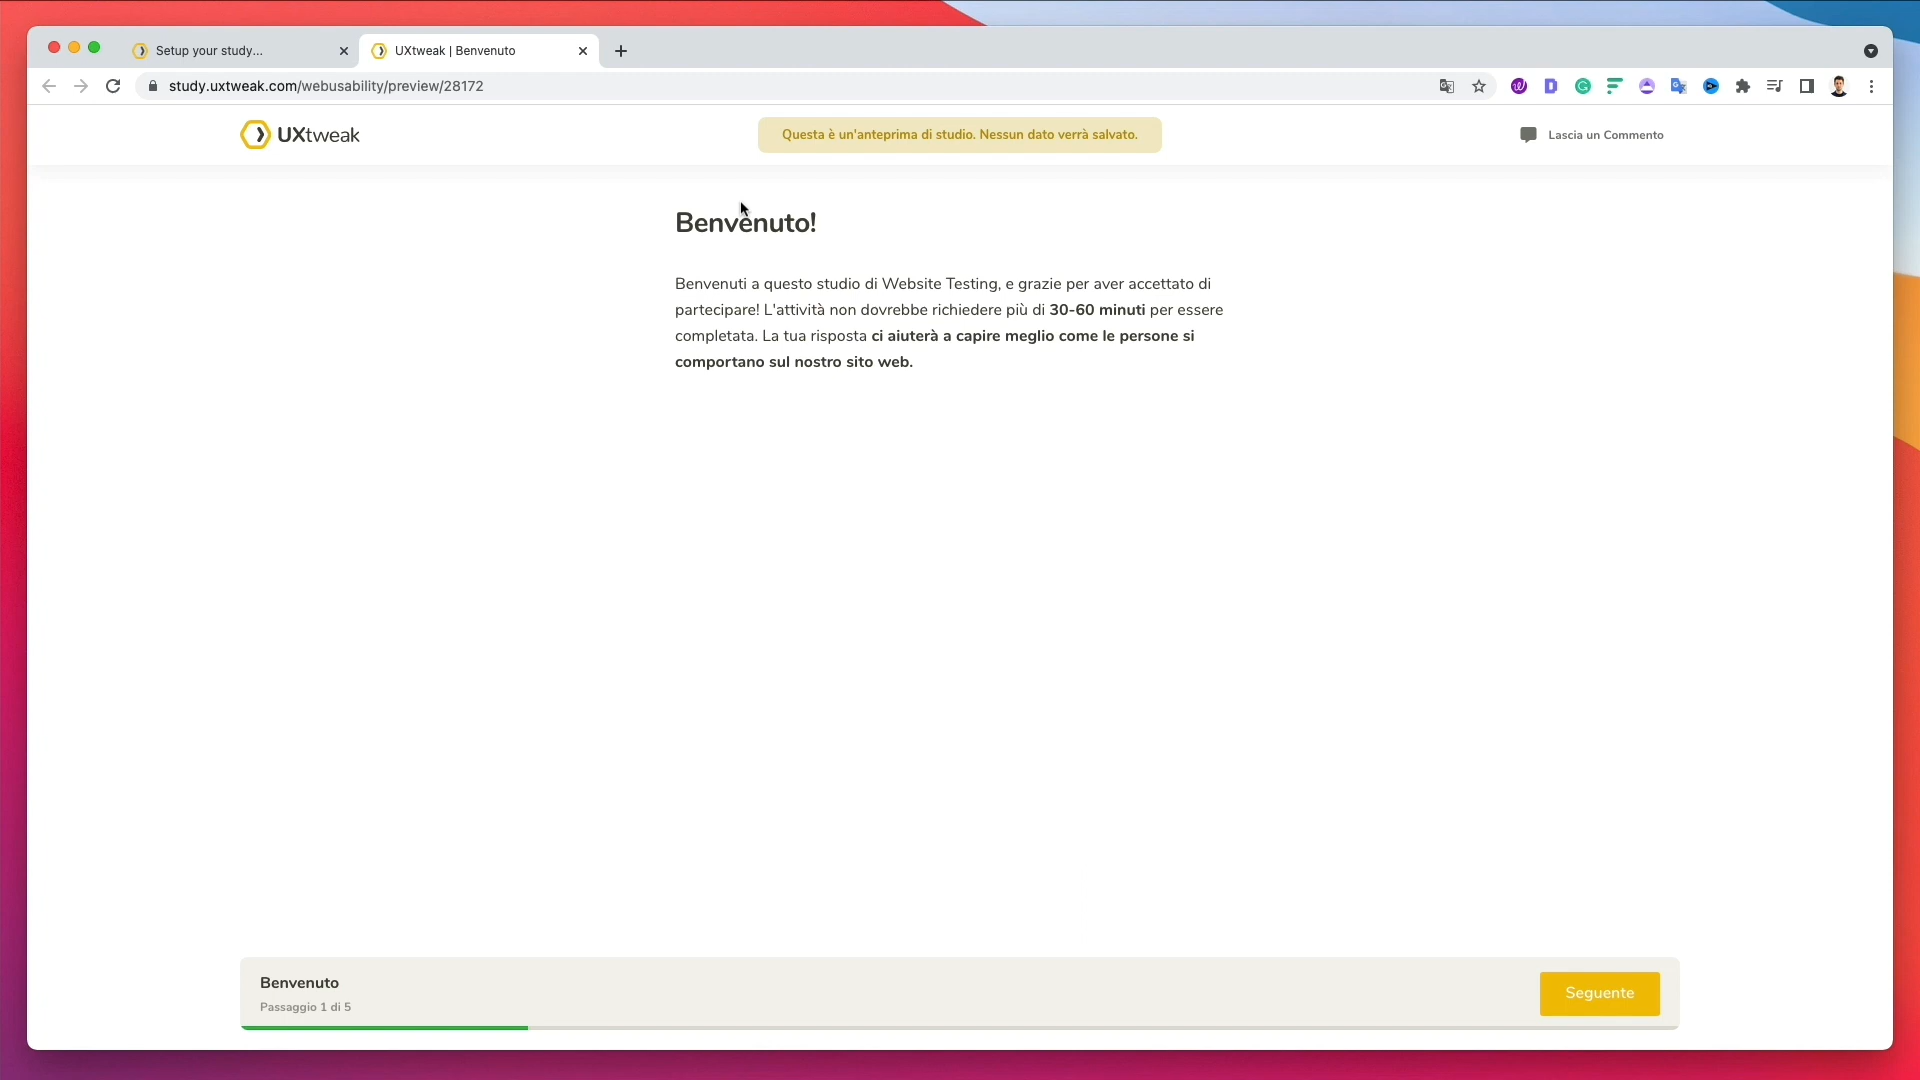 Setup your study...
UXtweak | Benvenuto
study.uxtweak.com/webusability/preview/28172
UXtweak
Questa è un'anteprima di studio. Nessun dato verrà salvato.
Lascia un Commento
Benvenuto!
Benvenuti a questo studio di Website Testing, e grazie per aver accettato di
partecipare! L'attività non dovrebbe richiedere più di 30-60 minuti per essere
completata. La tua risposta ci aiuterà a capire meglio come le persone si
comportano sul nostro sito web.
Benvenuto
Passaggio 1 di 5
Seguente